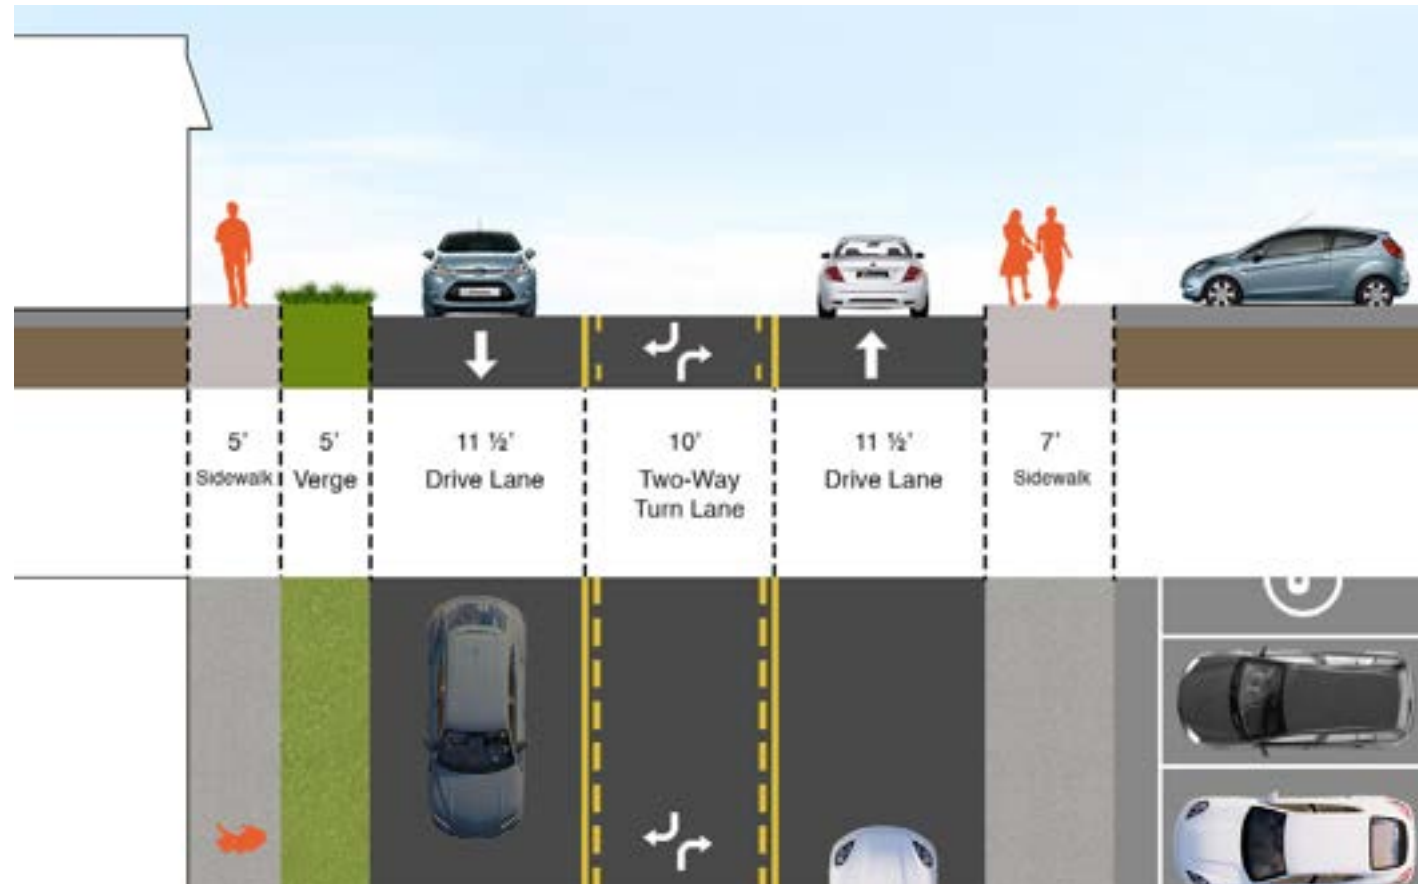 5'
Sidewalk
5'
Verge
11 ½'
Drive Lane
10'
Two-Way
Turn Lane
11 ½'
Drive Lane
7'
Sidewalk